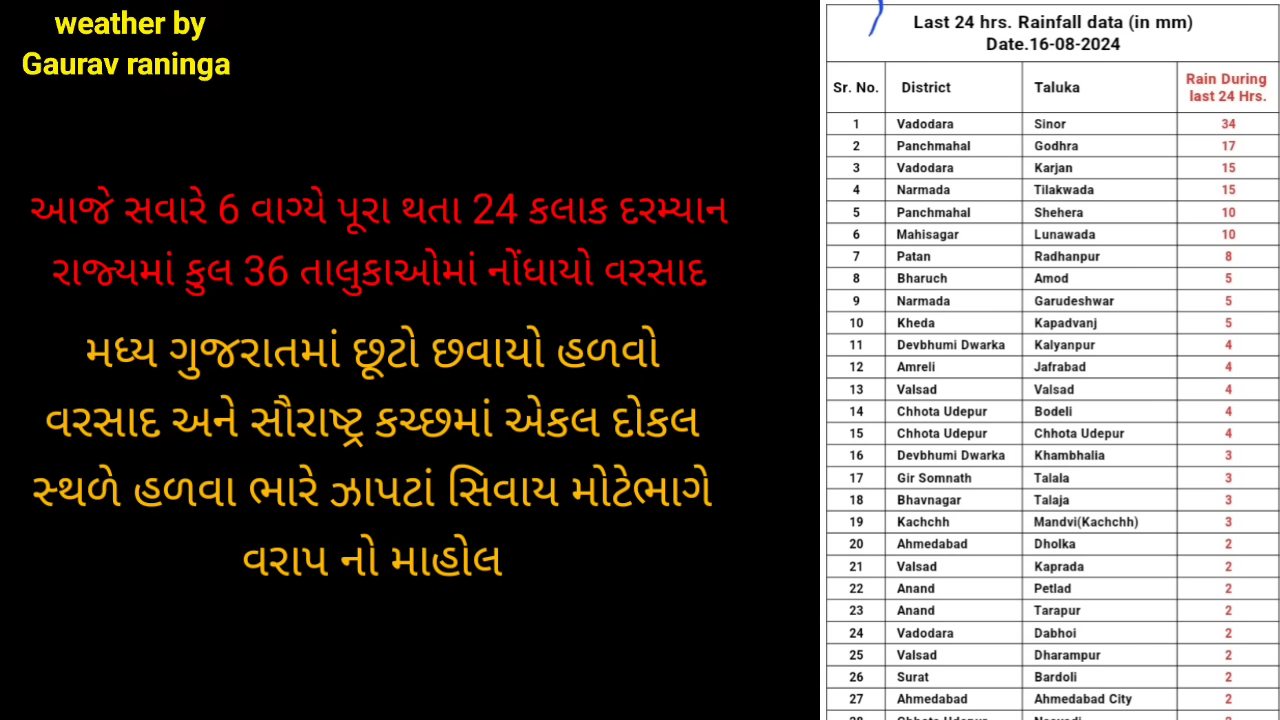 weather by
Gaurav raninga
આજે સવારે 6 વાગ્યે પૂરા થતા 24 કલાક દરમ્યાન
રાજ્યમાં કુલ 36 તાલુકાઓમાં નોંધાયો વરસાદ
મધ્ય ગુજરાતમાં છૂટો છવાયો હળવો
વરસાદ અને સૌરાષ્ટ્ર કચ્છમાં એકલ દોકલ
સ્થળે હળવા ભારે ઝાપટાં સિવાય મોટેભાગે
વરાપ નો માહોલ
Last 24 hrs. Rainfall data (in mm)
Date.16-08-2024
Sr. No. District Taluka Rain During last 24 Hrs.
1 Vadodara Sinor 34
2 Panchmahal Godhra 17
3 Vadodara Karjan 15
4 Narmada Tilakwada 15
5 Panchmahal Shehera 10
6 Mahisagar Lunawada 10
7 Patan Radhanpur 8
8 Bharuch Amod 5
9 Narmada Garudeshwar 5
10 Kheda Kapadvanj 5
11 Devbhumi Dwarka Kalyanpur 4
12 Amreli Jafrabad 4
13 Valsad Valsad 4
14 Chhota Udepur Bodeli 4
15 Chhota Udepur Chhota Udepur 4
16 Devbhumi Dwarka Khambhalia 3
17 Gir Somnath Talala 3
18 Bhavnagar Talaja 3
19 Kachchh Mandvi(Kachchh) 3
20 Ahmedabad Dholka 2
21 Valsad Kaprada 2
22 Anand Petlad 2
23 Anand Tarapur 2
24 Vadodara Dabhoi 2
25 Valsad Dharampur 2
26 Surat Bardoli 2
27 Ahmedabad Ahmedabad City 2